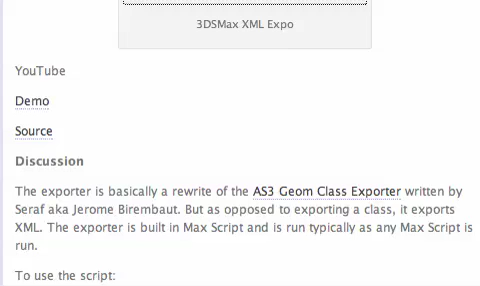 3DSMax XML Expo
YouTube
Demo
Source
Discussion
The exporter is basically a rewrite of the AS3 Geom Class Exporter written by
Seraf aka Jerome Birembaut. But as opposed to exporting a class, it exports
XML. The exporter is built in Max Script and is run typically as any Max Script is
run.
To use the script: